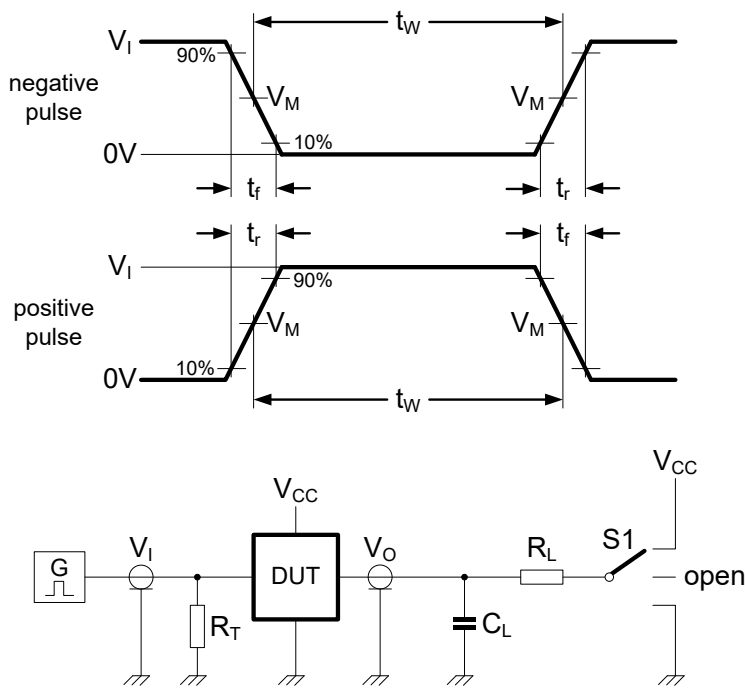 V_I
t_W
90%
negative
pulse
V_M
V_M
10%
0V
t_f
t_r
t_r
t_f
V_I
90%
positive
pulse
V_M
V_M
10%
0V
t_W
V_CC
V_CC
G
V_I
DUT
V_O
R_L
S1
open
R_T
C_L